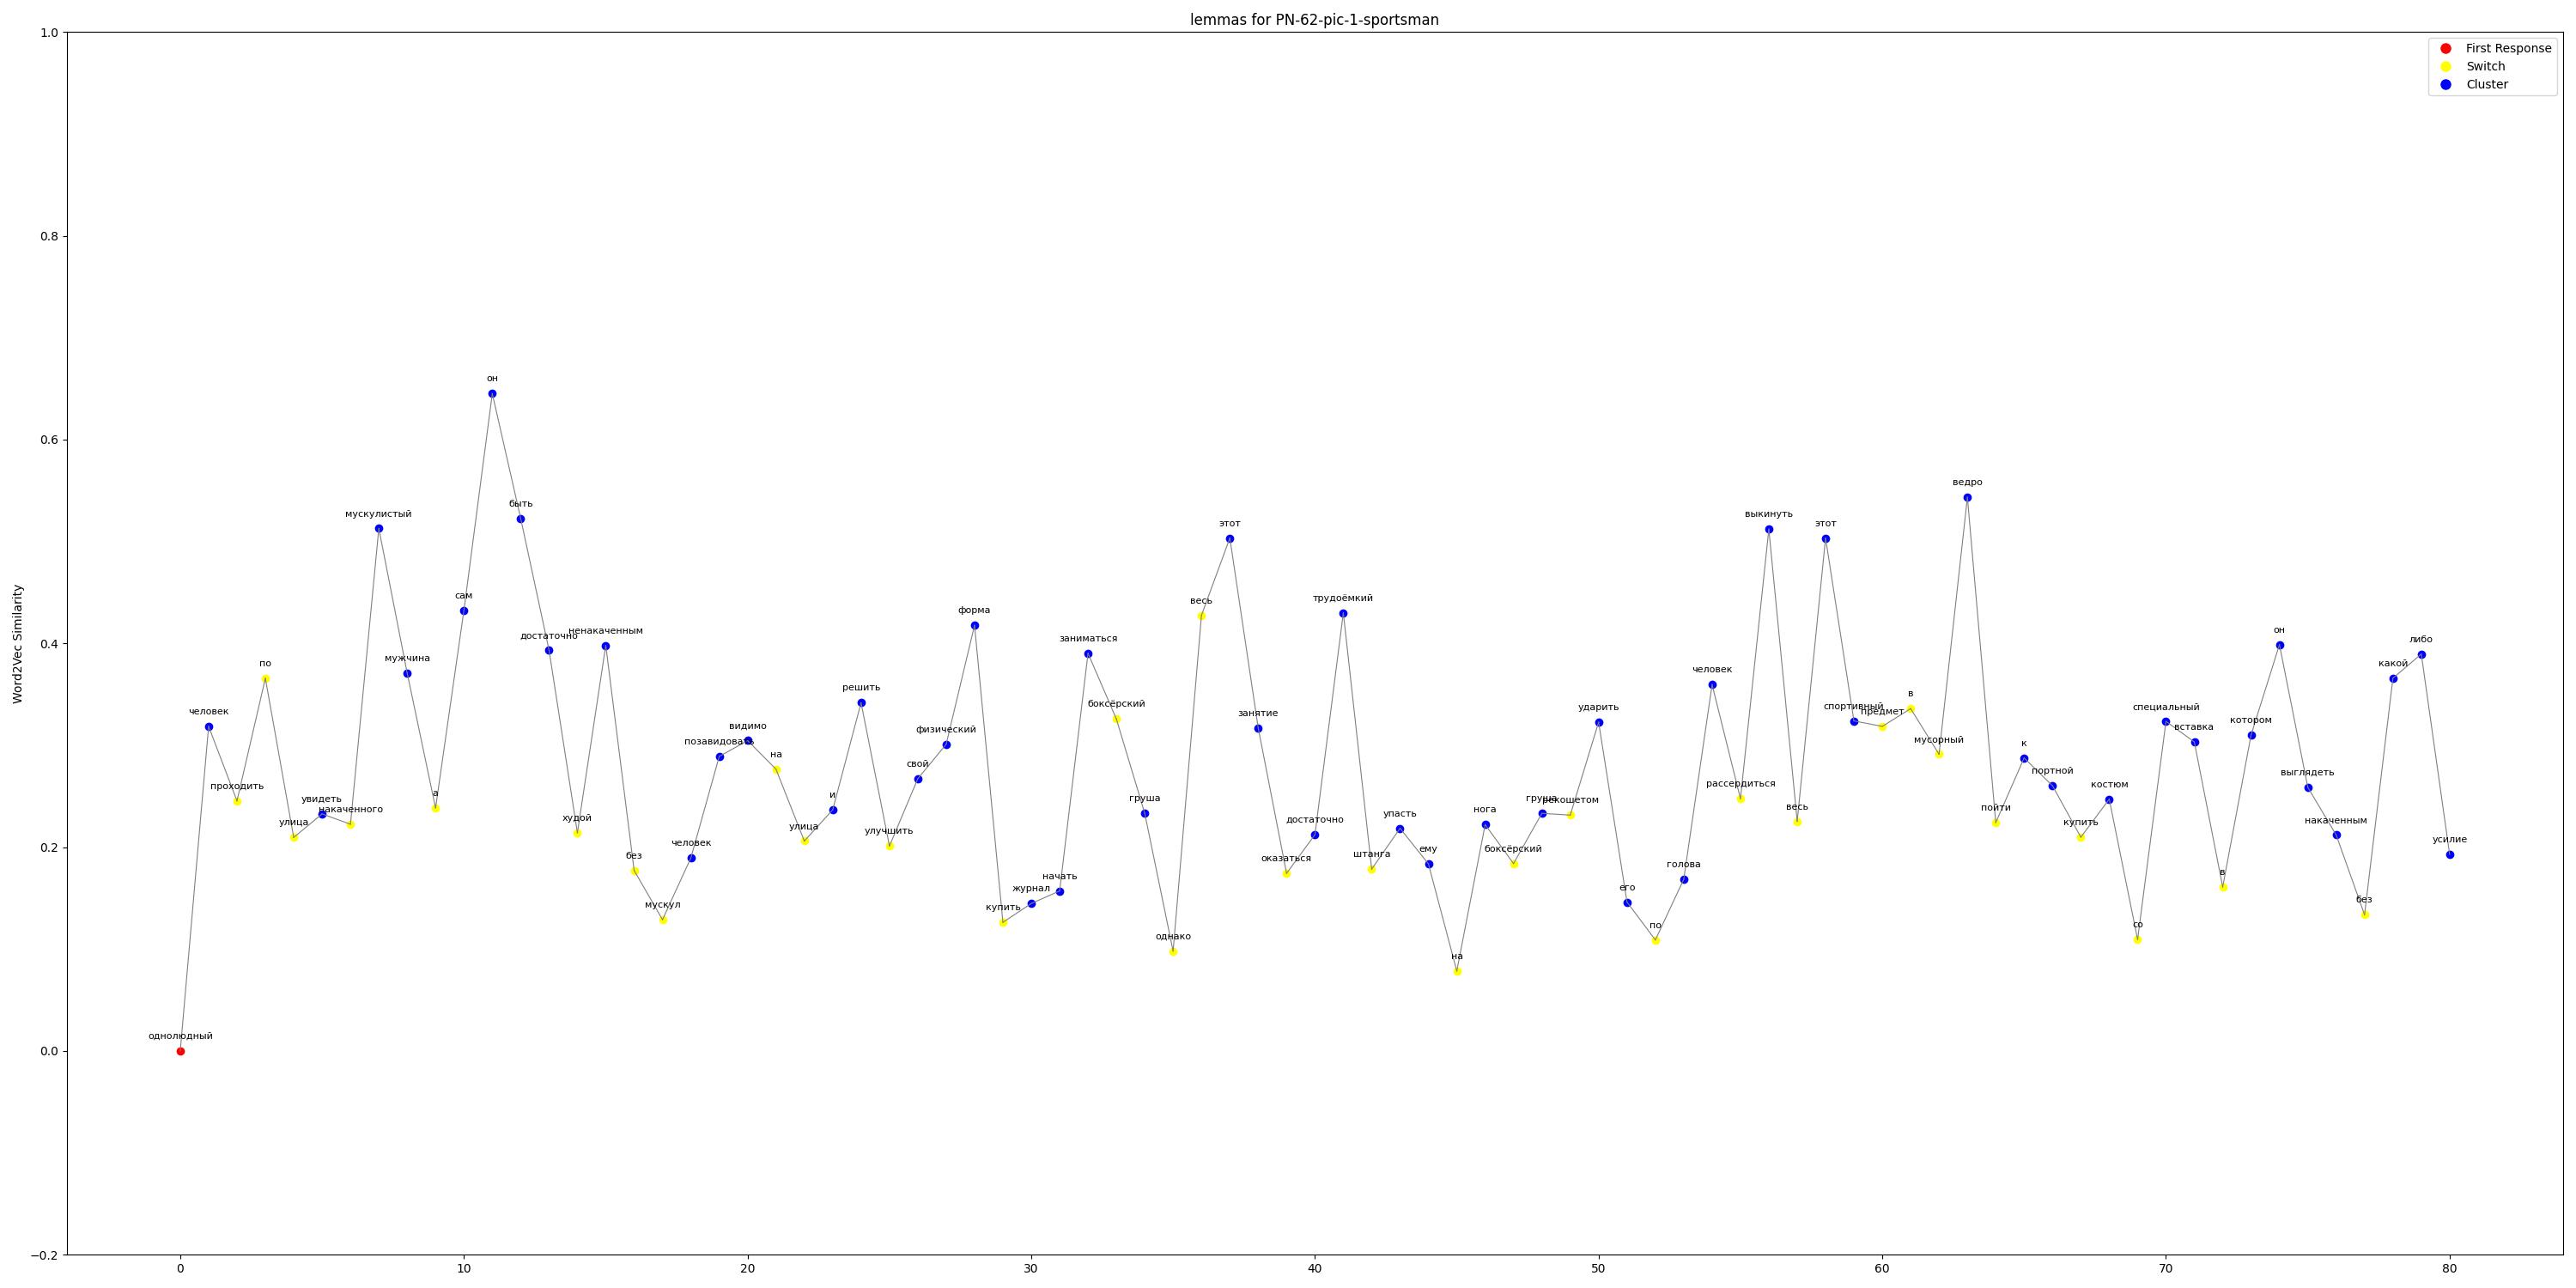 lemmas for PN-62-pic-1-sportsman
First Response
Switch
Cluster
Word2Vec Similarity
1.0
0.8
0.6
0.4
0.2
0.0
−0.2
однолюдный
человек
проходить
по
улица
увидеть
накаченного
мускулистый
мужчина
а
сам
он
быть
достаточно
худой
ненакаченным
без
мускул
человек
позавидовать
видимо
на
улица
и
решить
улучшить
свой
физический
форма
купить
журнал
начать
заниматься
боксёрский
груша
однако
весь
этот
занятие
оказаться
достаточно
трудоёмкий
штанга
упасть
ему
на
нога
боксёрский
груша
рекошетом
ударить
его
по
голова
человек
рассердиться
выкинуть
весь
этот
спортивный
предмет
в
мусорный
ведро
пойти
к
портной
купить
костюм
со
специальный
вставка
в
котором
он
выглядеть
накаченным
без
какой
либо
усилие
0
10
20
30
40
50
60
70
80